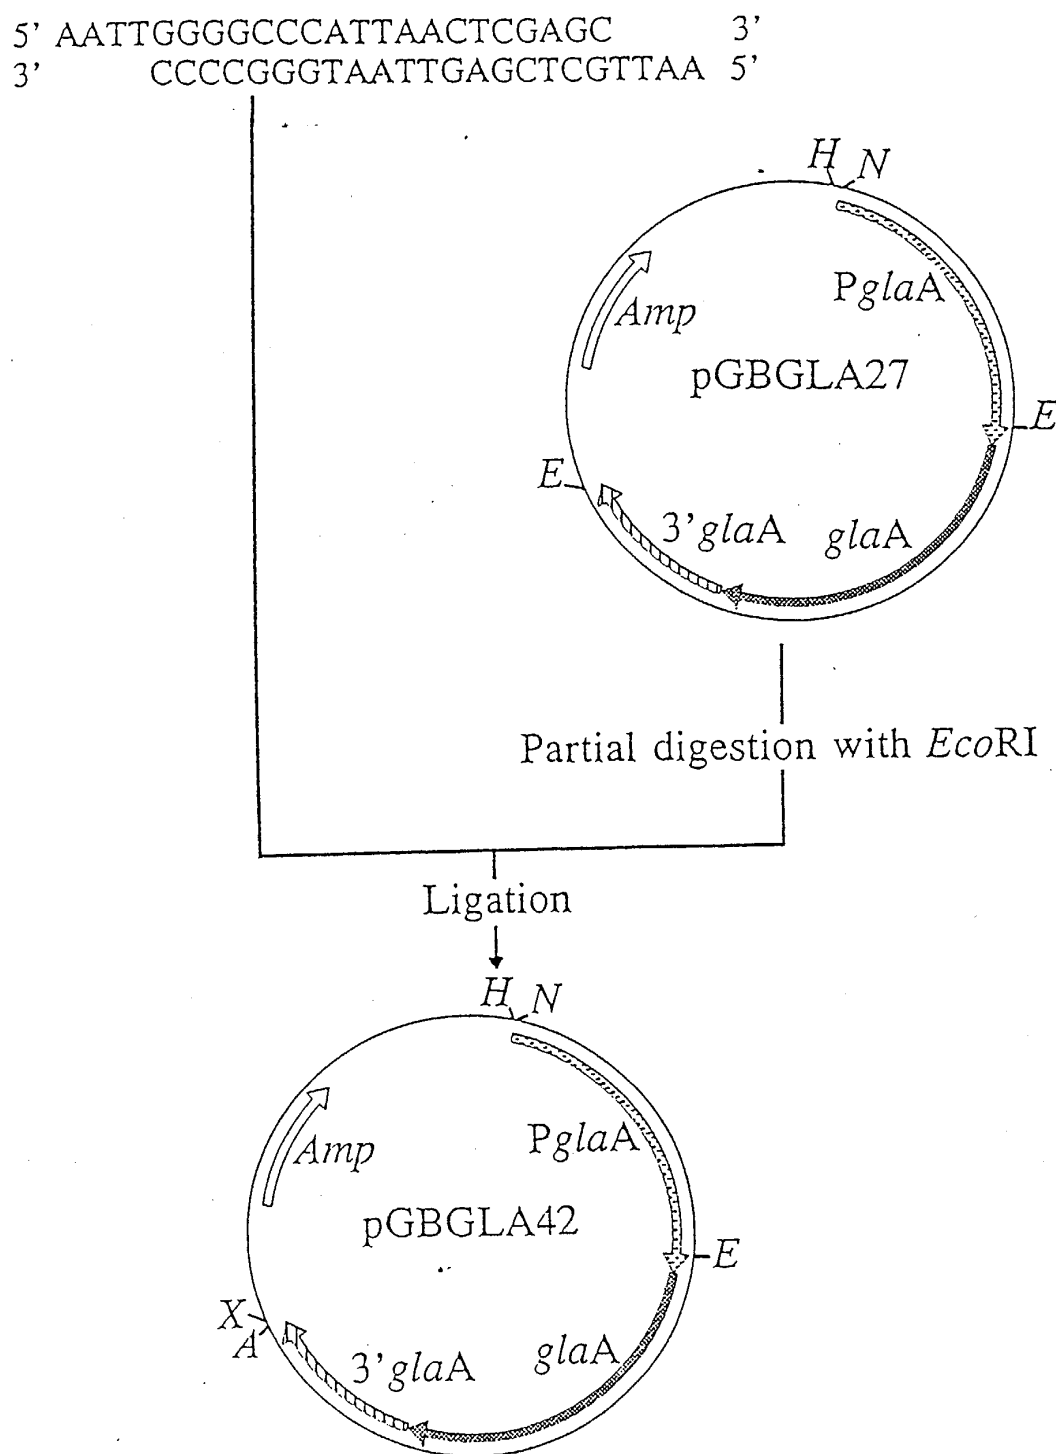 5' AATTGGGGCCCATTAACTCGAGC 3'
3' CCCCGGGTAATTGAGCTCGTTAA 5'
H N
PglaA
Amp
pGBGLA27
E
E
3'glaA glaA
Partial digestion with EcoRI
Ligation
H N
PglaA
Amp
pGBGLA42
E
X
A
3'glaA glaA